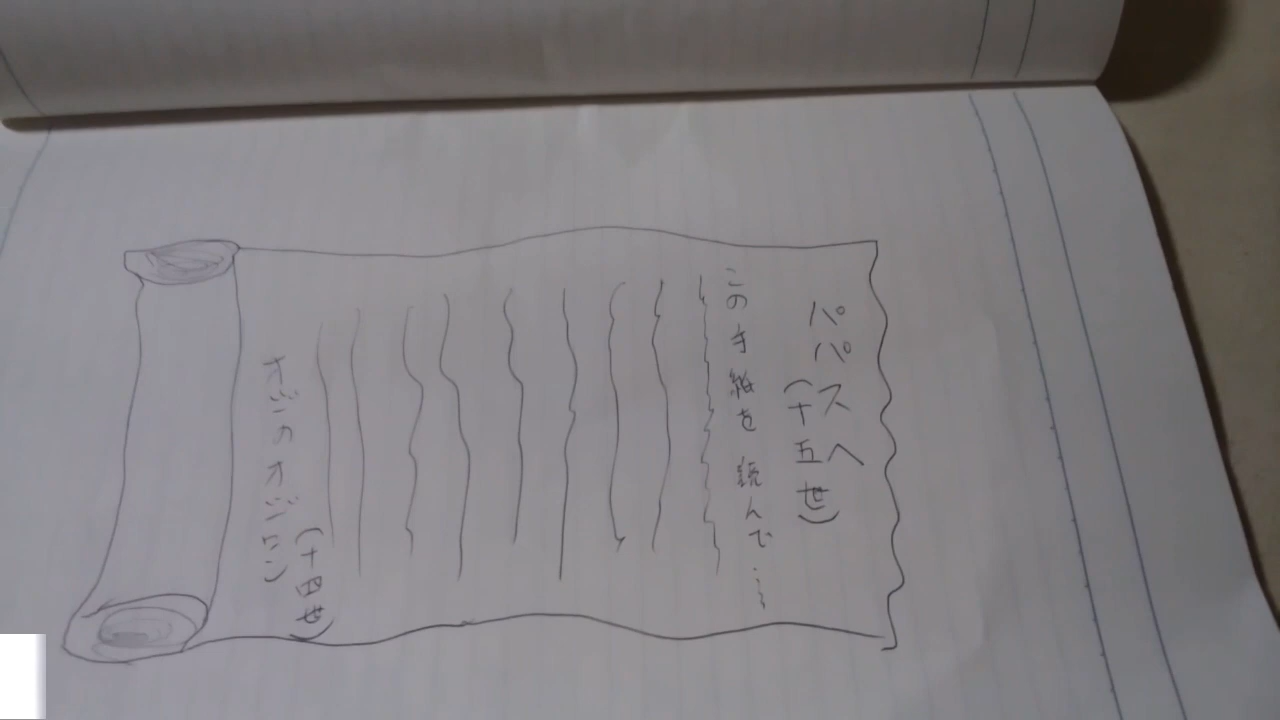 パパスへ
(十五世)
この手紙を読んで…
オジーの オジーヒン
(十四世)